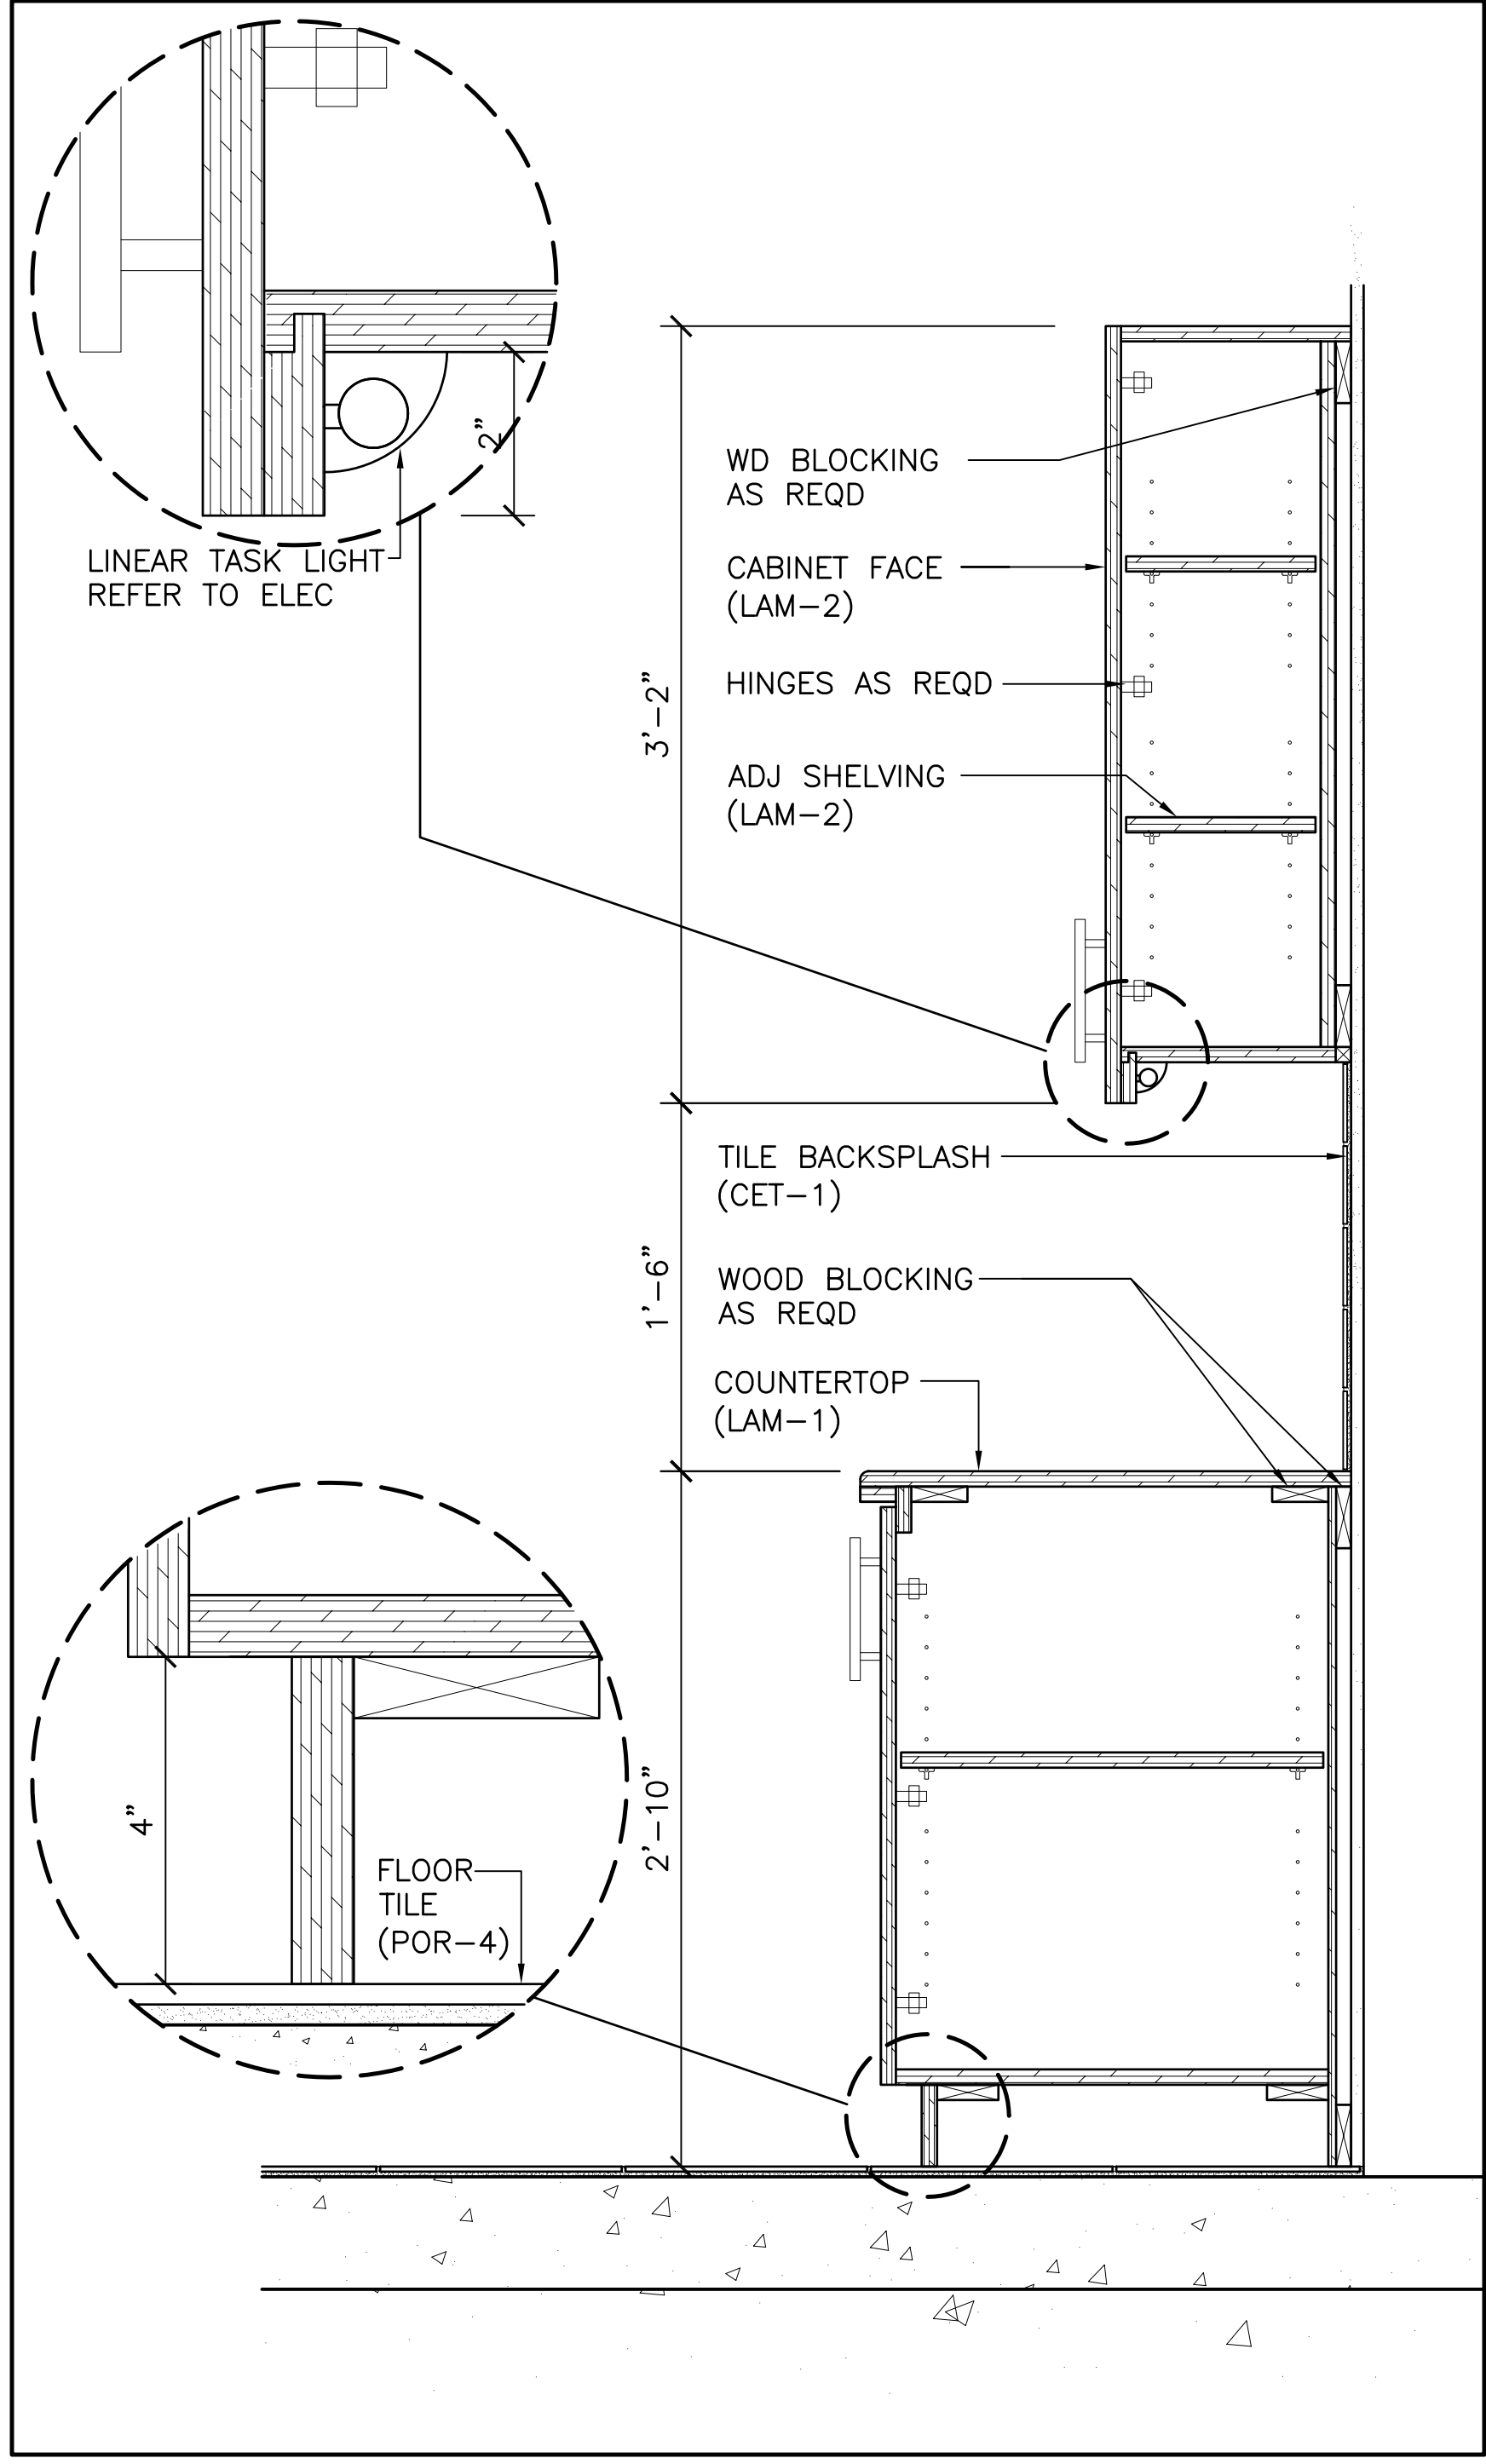 2"
LINEAR TASK LIGHT
REFER TO ELEC
WD BLOCKING
AS REQD
CABINET FACE
(LAM-2)
HINGES AS REQD
3'-2"
ADJ SHELVING
(LAM-2)
TILE BACKSPLASH
(CET-1)
1'-6"
WOOD BLOCKING
AS REQD
COUNTERTOP
(LAM-1)
2'-10"
4"
FLOOR
TILE
(POR-4)